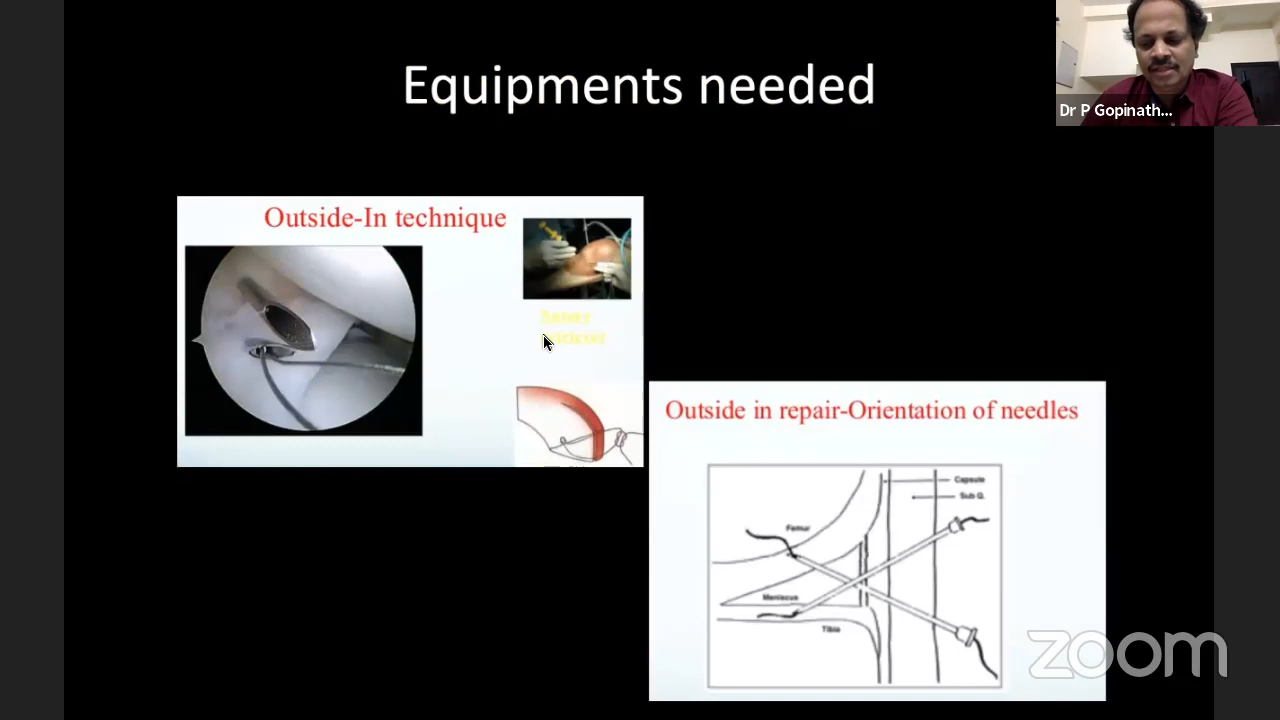 Equipments needed
Dr P Gopinath...
Outside-In technique
Outside in repair-Orientation of needles
Capsule
Sub Q.
Femur
Meniscus
Tibia
zoom